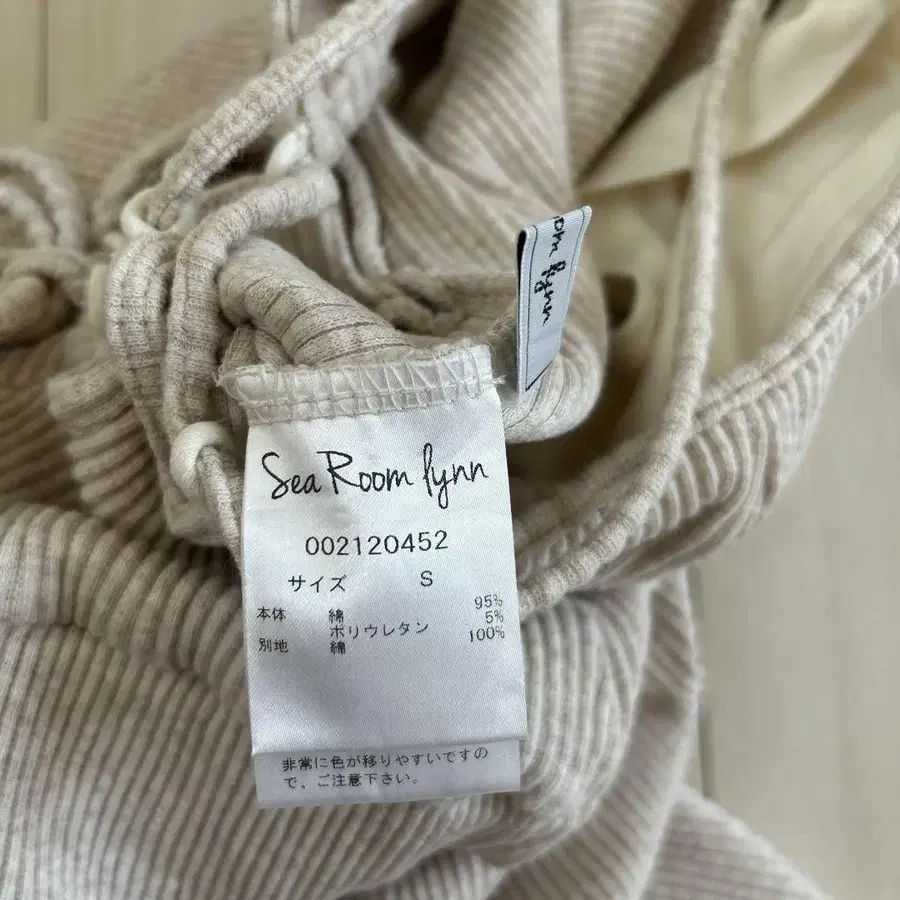 Sea Room lynn
002120452
サイズ S
本体 綿 95%
ポリウレタン 5%
別地 綿 100%
非常に色が移りやすいですの
で、ご注意下さい。
lynn